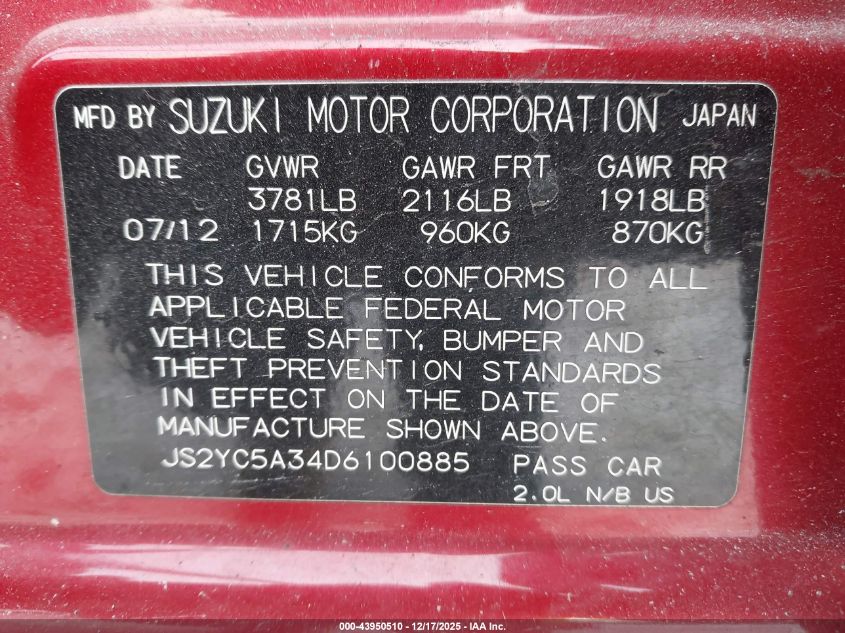 MFD BY SUZUKI MOTOR CORPORATION JAPAN
DATE GVWR GAWR FRT GAWR RR
3781LB 2116LB 1918LB
07/12 1715KG 960KG 870KG
THIS VEHICLE CONFORMS TO ALL
APPLICABLE FEDERAL MOTOR
VEHICLE SAFETY, BUMPER AND
THEFT PREVENTION STANDARDS
IN EFFECT ON THE DATE OF
MANUFACTURE SHOWN ABOVE.
JS2YC5A34D6100885 PASS CAR
2.0L N/B US
000-43950510 - 12/17/2025 - IAA Inc.